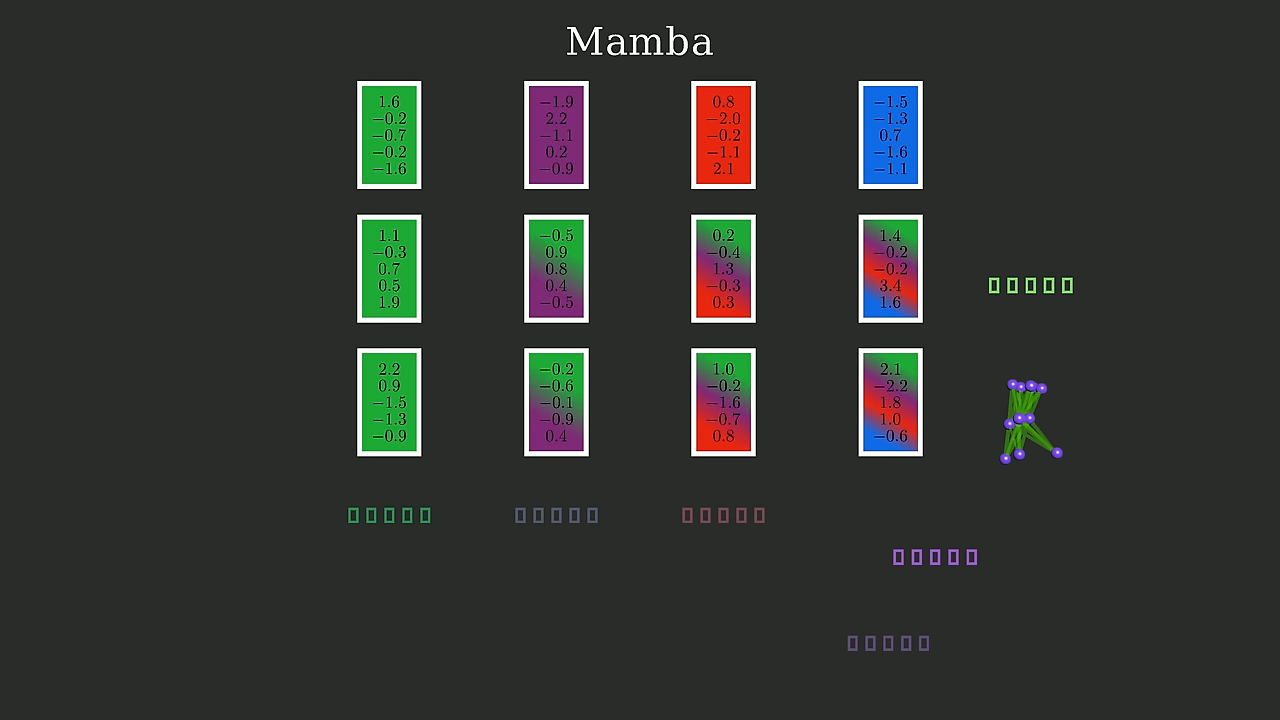 Mamba
1.6 −1.9 0.8 −1.5
−0.2 2.2 −2.0 −1.3
−0.7 −1.1 −0.2 0.7
−0.2 0.2 −1.1 −1.6
−1.6 −0.9 2.1 −1.1
1.1 −0.5 0.2 1.4
−0.3 0.9 −0.4 −0.2
0.7 0.8 1.3 −0.2
0.5 0.4 −0.3 3.4
1.9 −0.5 0.3 1.6
2.2 −0.2 1.0 2.1
0.9 −0.6 −0.2 −2.2
−1.5 −0.1 −1.6 1.8
−1.3 −0.9 −0.7 1.0
−0.9 0.4 0.8 −0.6